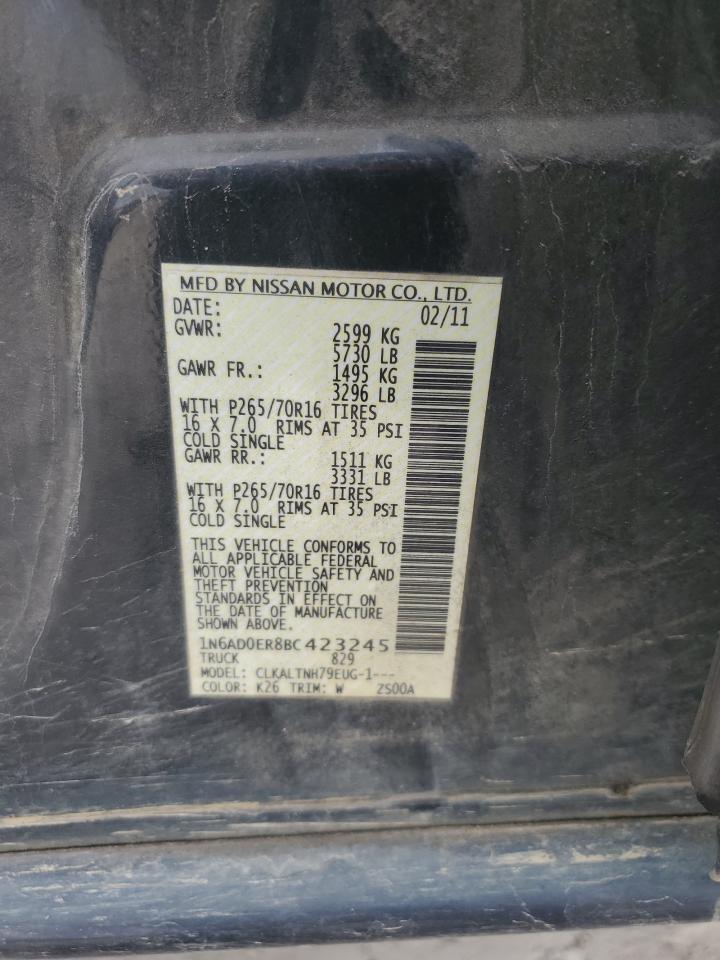 MFD BY NISSAN MOTOR CO., LTD.
DATE: 02/11
GVWR: 2599 KG
5730 LB
GAWR FR.: 1495 KG
3296 LB
WITH P265/70R16 TIRES
16 X 7.0 RIMS AT 35 PSI
COLD SINGLE
GAWR RR.: 1511 KG
3331 LB
WITH P265/70R16 TIRES
16 X 7.0 RIMS AT 35 PSI
COLD SINGLE
THIS VEHICLE CONFORMS TO
ALL APPLICABLE FEDERAL
MOTOR VEHICLE SAFETY AND
THEFT PREVENTION
STANDARDS IN EFFECT ON
THE DATE OF MANUFACTURE
SHOWN ABOVE.
1N6AD0ER8BC423245
TRUCK 829
MODEL: CLKALTNH79EUG-1---
COLOR: K26 TRIM: W ZS00A